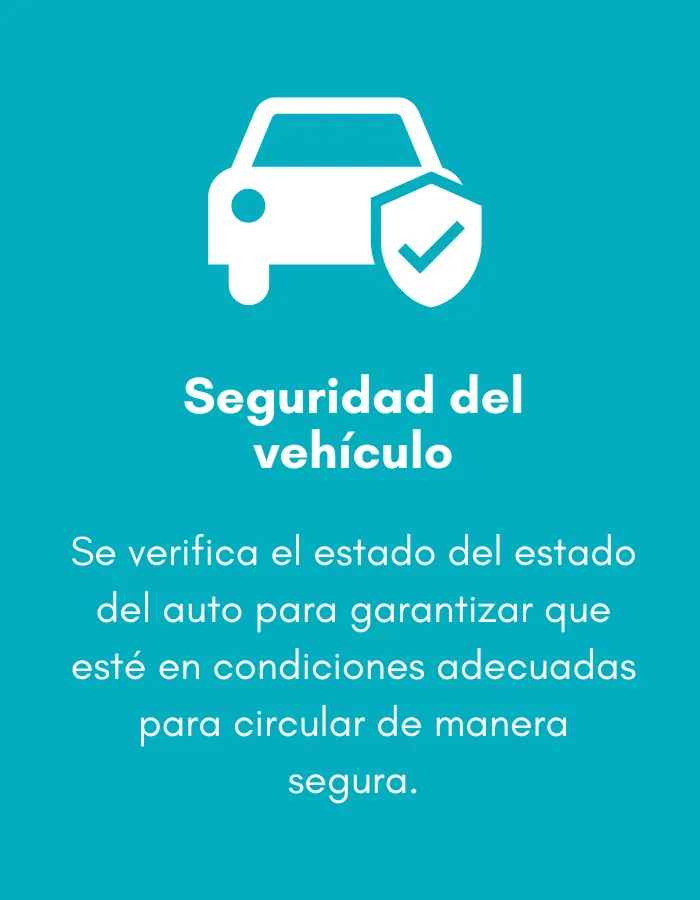 Seguridad del
vehículo
Se verifica el estado del estado
del auto para garantizar que
esté en condiciones adecuadas
para circular de manera
segura.